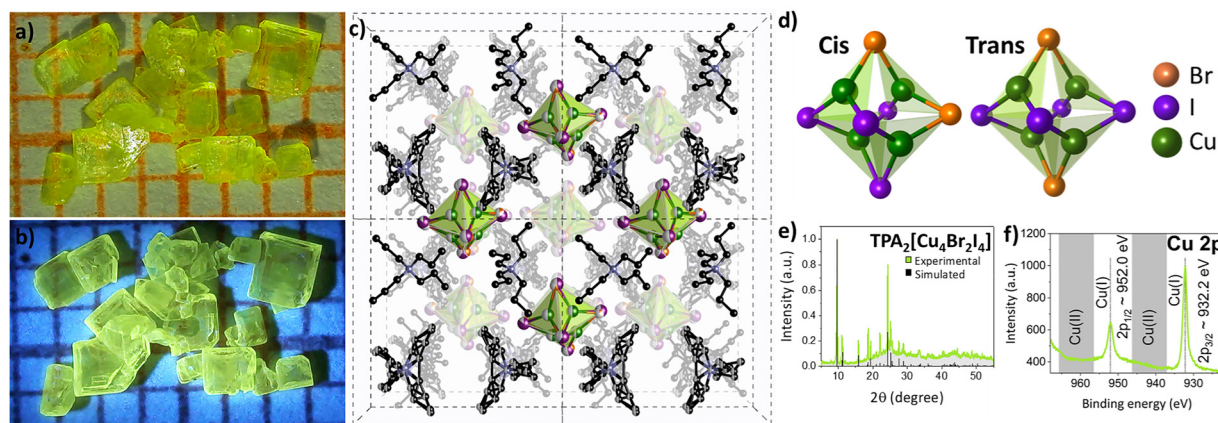 a)
b)
c)
d)
Cis
Trans
Br
I
Cu
e)
TPA₂[Cu₄Br₂I₄]
Experimental
Simulated
Intensity (a.u.)
1.0
0.8
0.6
0.4
0.2
0.0
10 20 30 40 50
2θ (degree)
f)
Cu 2p
Intensity (a.u.)
1200
1000
800
600
400
Cu(II)
Cu(I)
2p₁/₂ ~ 952.0 eV
Cu(II)
Cu(I)
2p₃/₂ ~ 932.2 eV
960 950 940 930
Binding energy (eV)